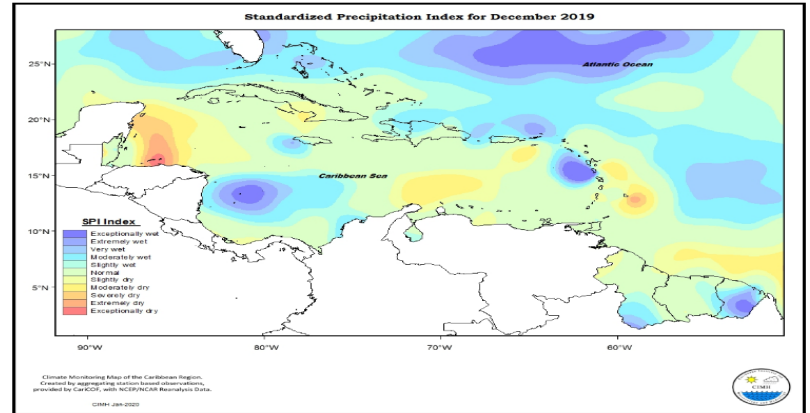 Standardized Precipitation Index for December 2019
25°N
Atlantic Ocean
20°N
15°N
Caribbean Sea
SPI Index
Exceptionally wet
Extremely wet
Very wet
Moderately wet
Slightly wet
Normal
Slightly dry
Moderately dry
Severely dry
Extremely dry
Exceptionally dry
10°N
5°N
90°W
80°W
70°W
60°W
Climate Monitoring Map of the Caribbean Region.
Created by aggregating station based observations,
provided by CariCOF, with NCEP/NCAR Reanalysis Data.
CIMH Jan-2020
CIMH